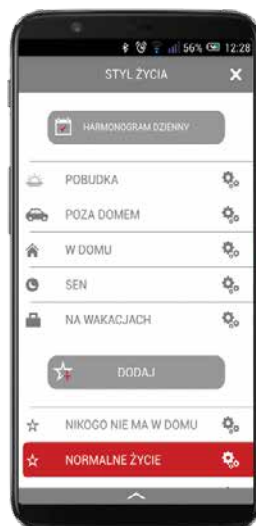 56% 12:28
STYL ŻYCIA
HARMONOGRAM DZIENNY
POBUDKA
POZA DOMEM
W DOMU
SEN
NA WAKACJACH
DODAJ
NIKOGO NIE MA W DOMU
NORMALNE ŻYCIE